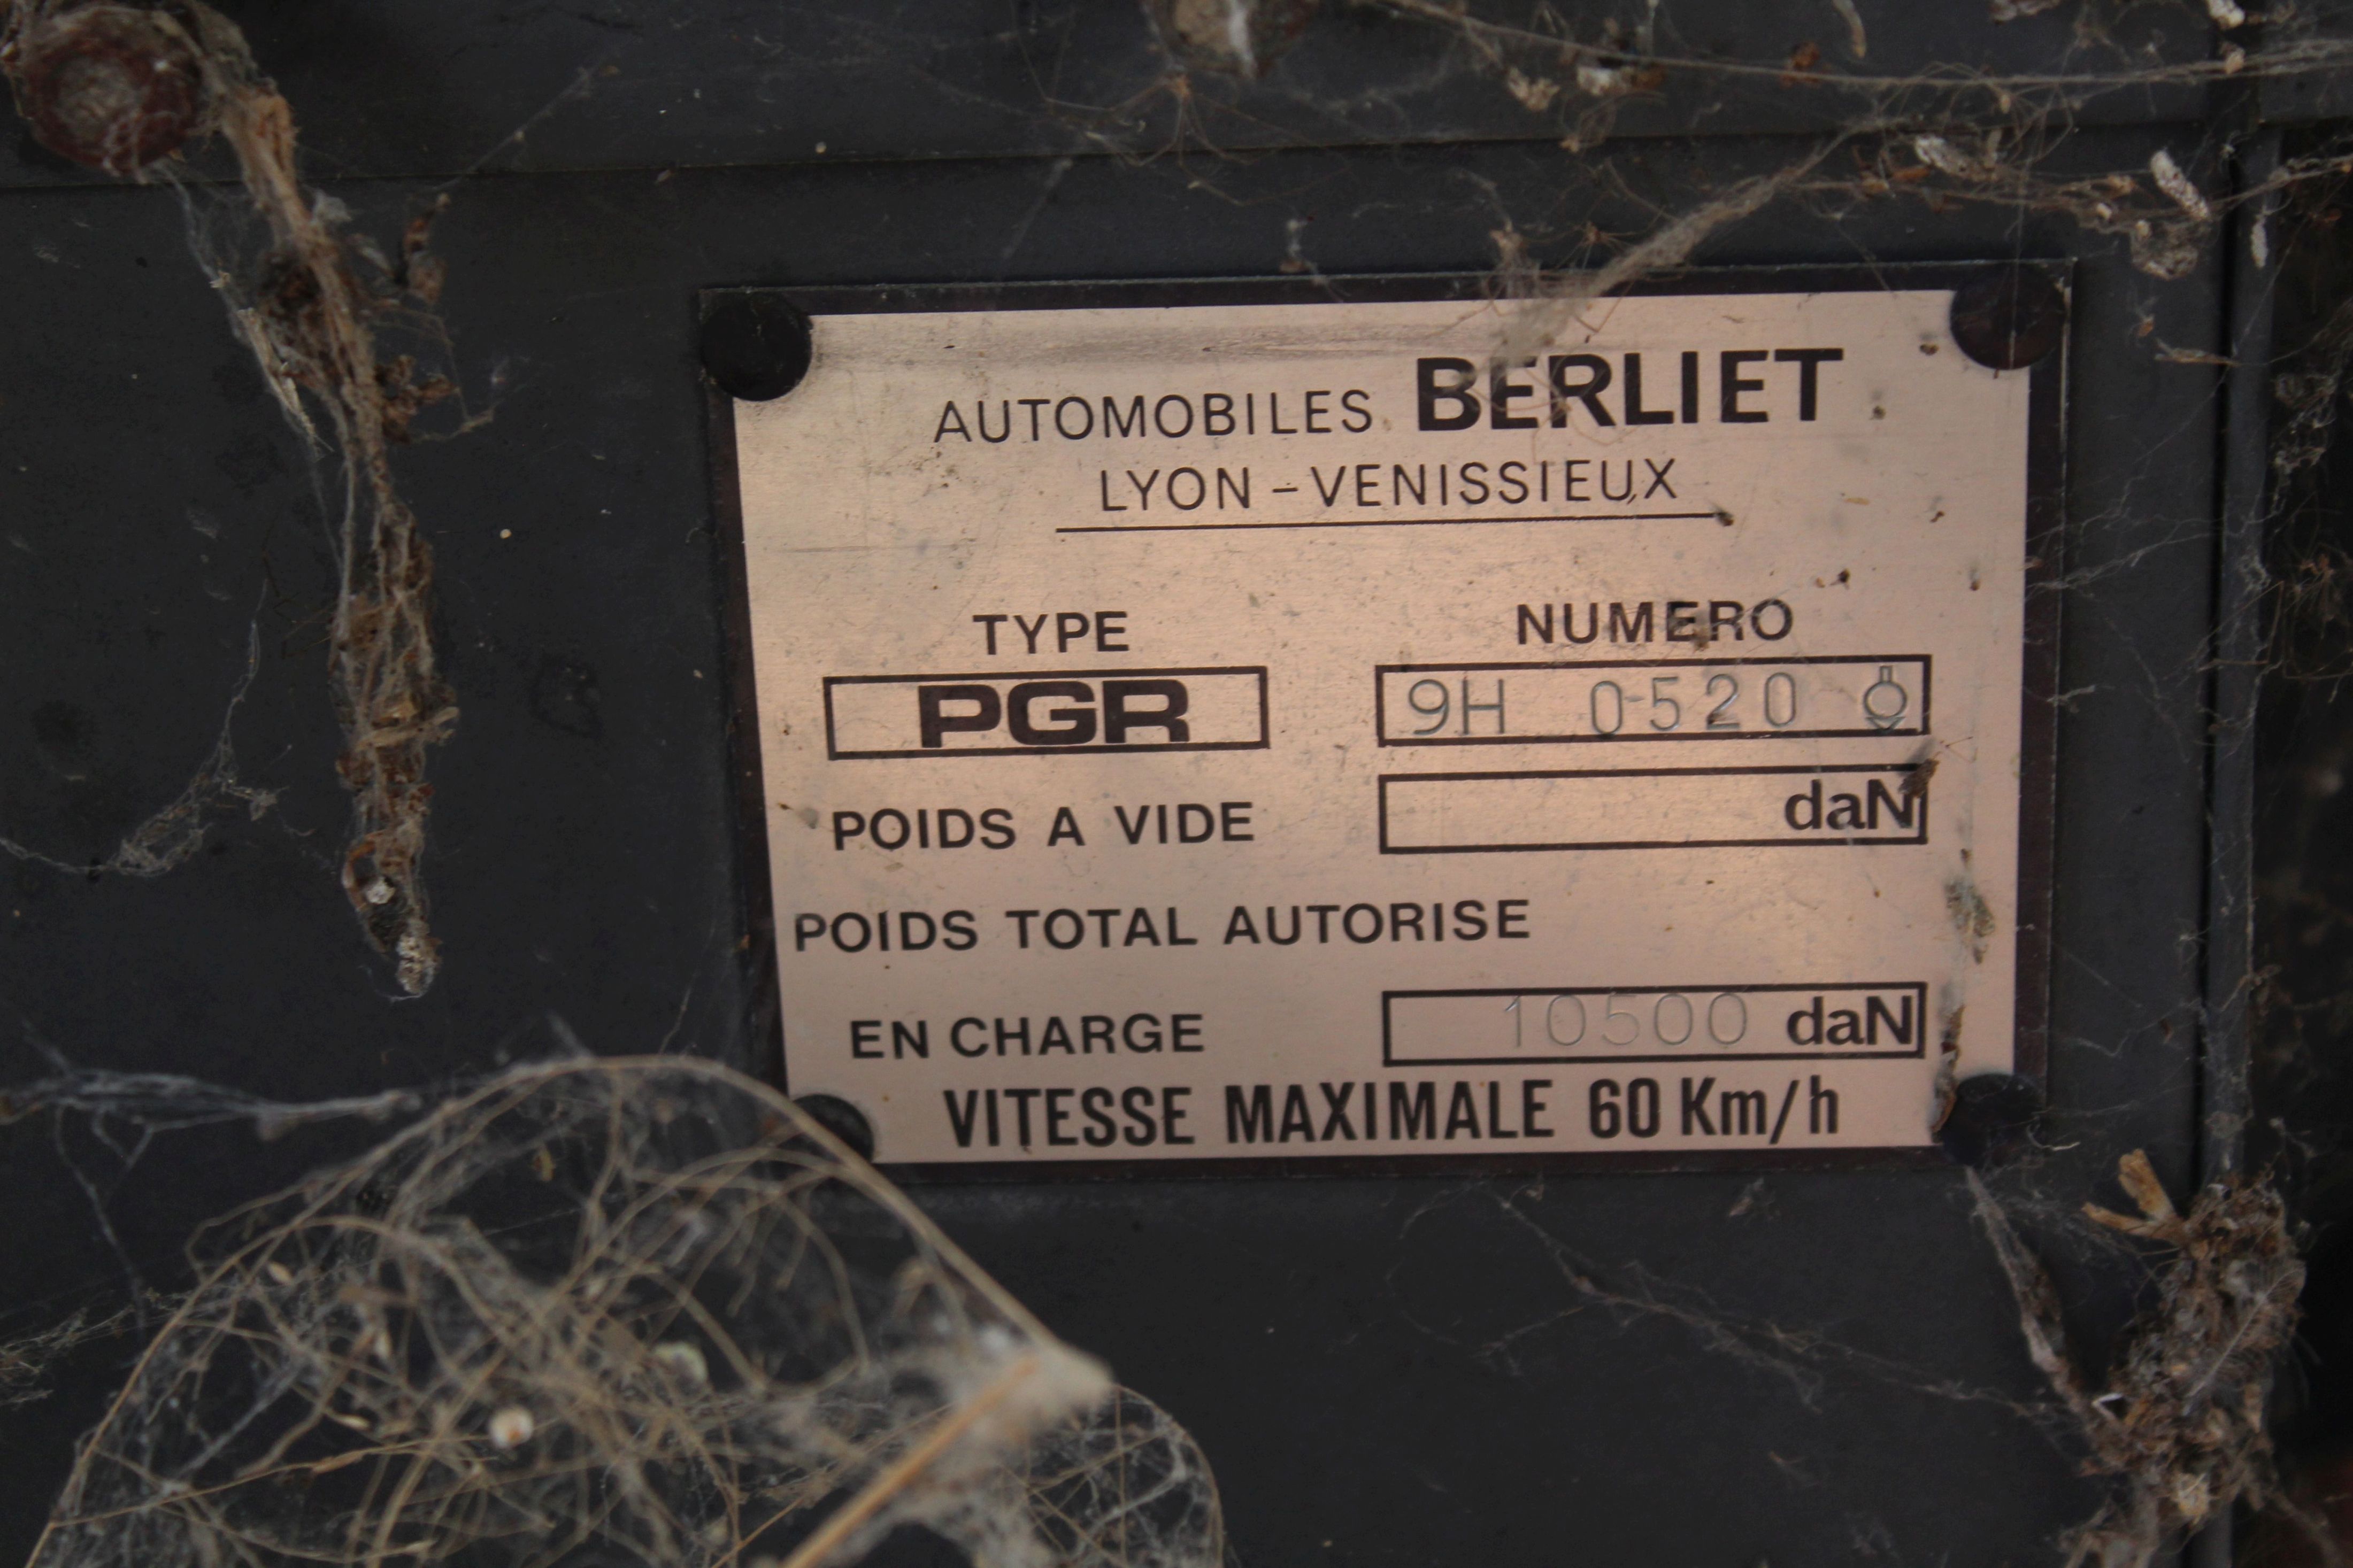 AUTOMOBILES BERLIET
LYON - VENISSIEUX
TYPE NUMERO
PGR 9H 0520
POIDS A VIDE daN
POIDS TOTAL AUTORISE
EN CHARGE 10500 daN
VITESSE MAXIMALE 60 Km/h